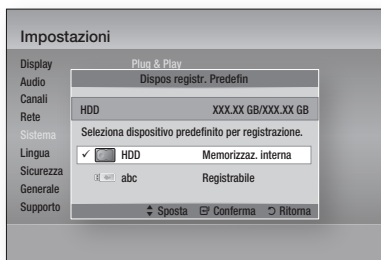 Impostazioni
Display
Plug & Play
Audio
Canali
Rete
Sistema
Lingua
Sicurezza
Generale
Supporto
Dispos registr. Predefin
HDD XXX.XX GB/XXX.XX GB
Seleziona dispositivo predefinito per registrazione.
✓ HDD Memorizzaz. interna
abc Registrabile
Sposta Conferma Ritorna